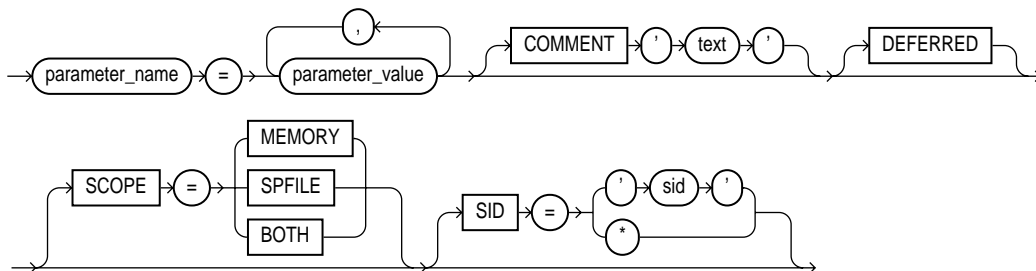 ,
COMMENT ’ text ’ DEFERRED
parameter_name = parameter_value
MEMORY
SCOPE = SPFILE
BOTH
’ sid ’
SID =
*